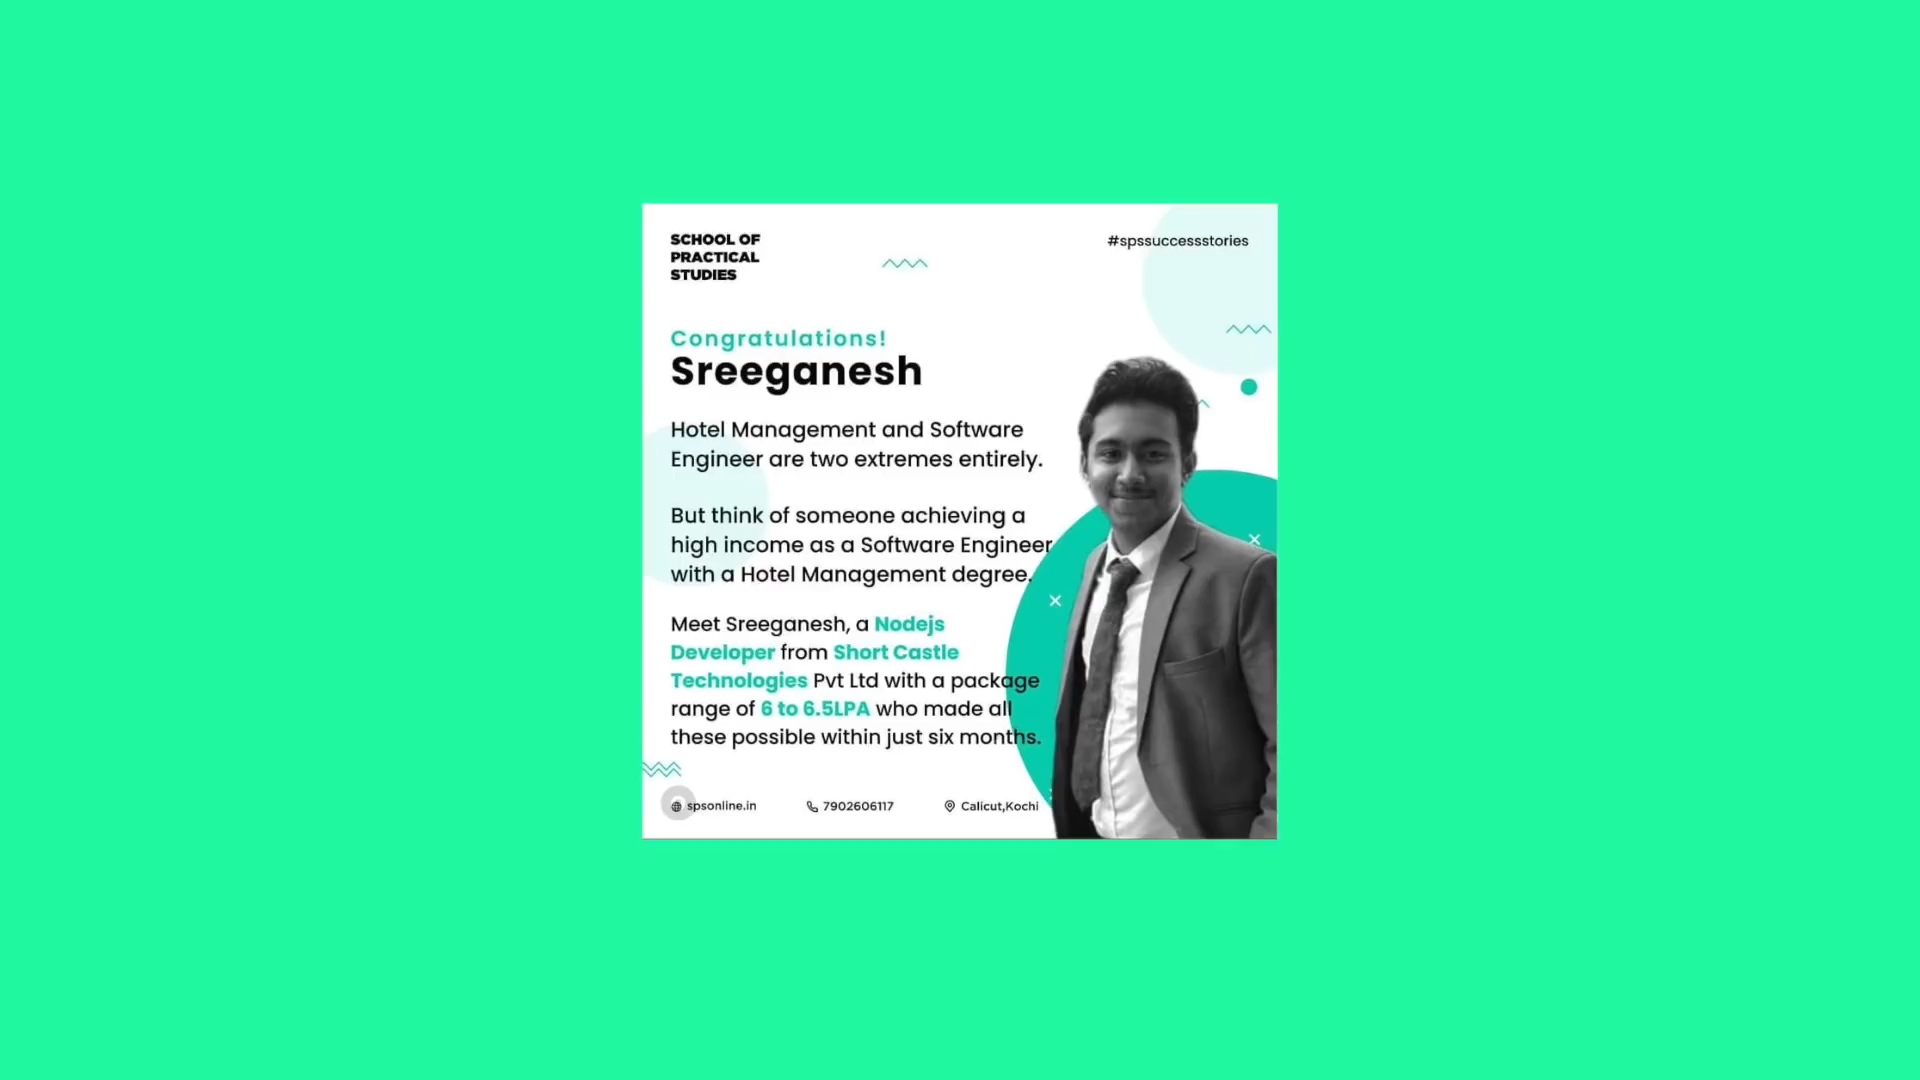 SCHOOL OF
PRACTICAL
STUDIES
#spssuccessstories
Congratulations!
Sreeganesh
Hotel Management and Software
Engineer are two extremes entirely.
But think of someone achieving a
high income as a Software Engineer
with a Hotel Management degree.
Meet Sreeganesh, a Nodejs
Developer from Short Castle
Technologies Pvt Ltd with a package
range of 6 to 6.5LPA who made all
these possible within just six months.
spsonline.in
7902606117
Calicut,Kochi